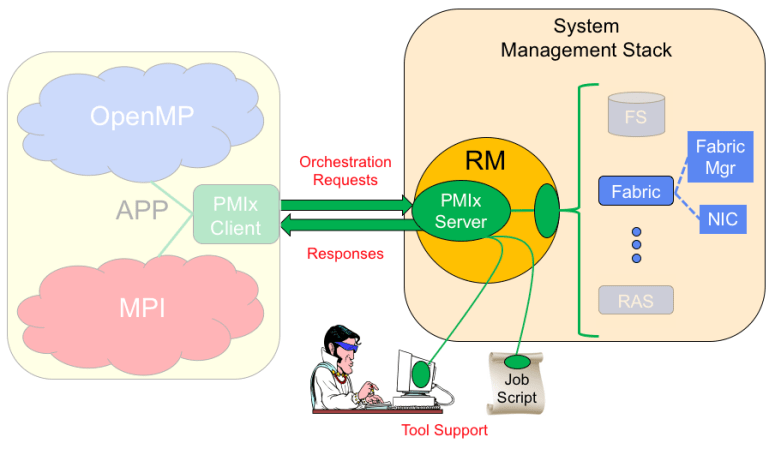 System
Management Stack
OpenMP
APP
PMIx
Client
MPI
Orchestration
Requests
Responses
RM
PMIx
Server
FS
Fabric
Fabric
Mgr
NIC
RAS
Job
Script
Tool Support